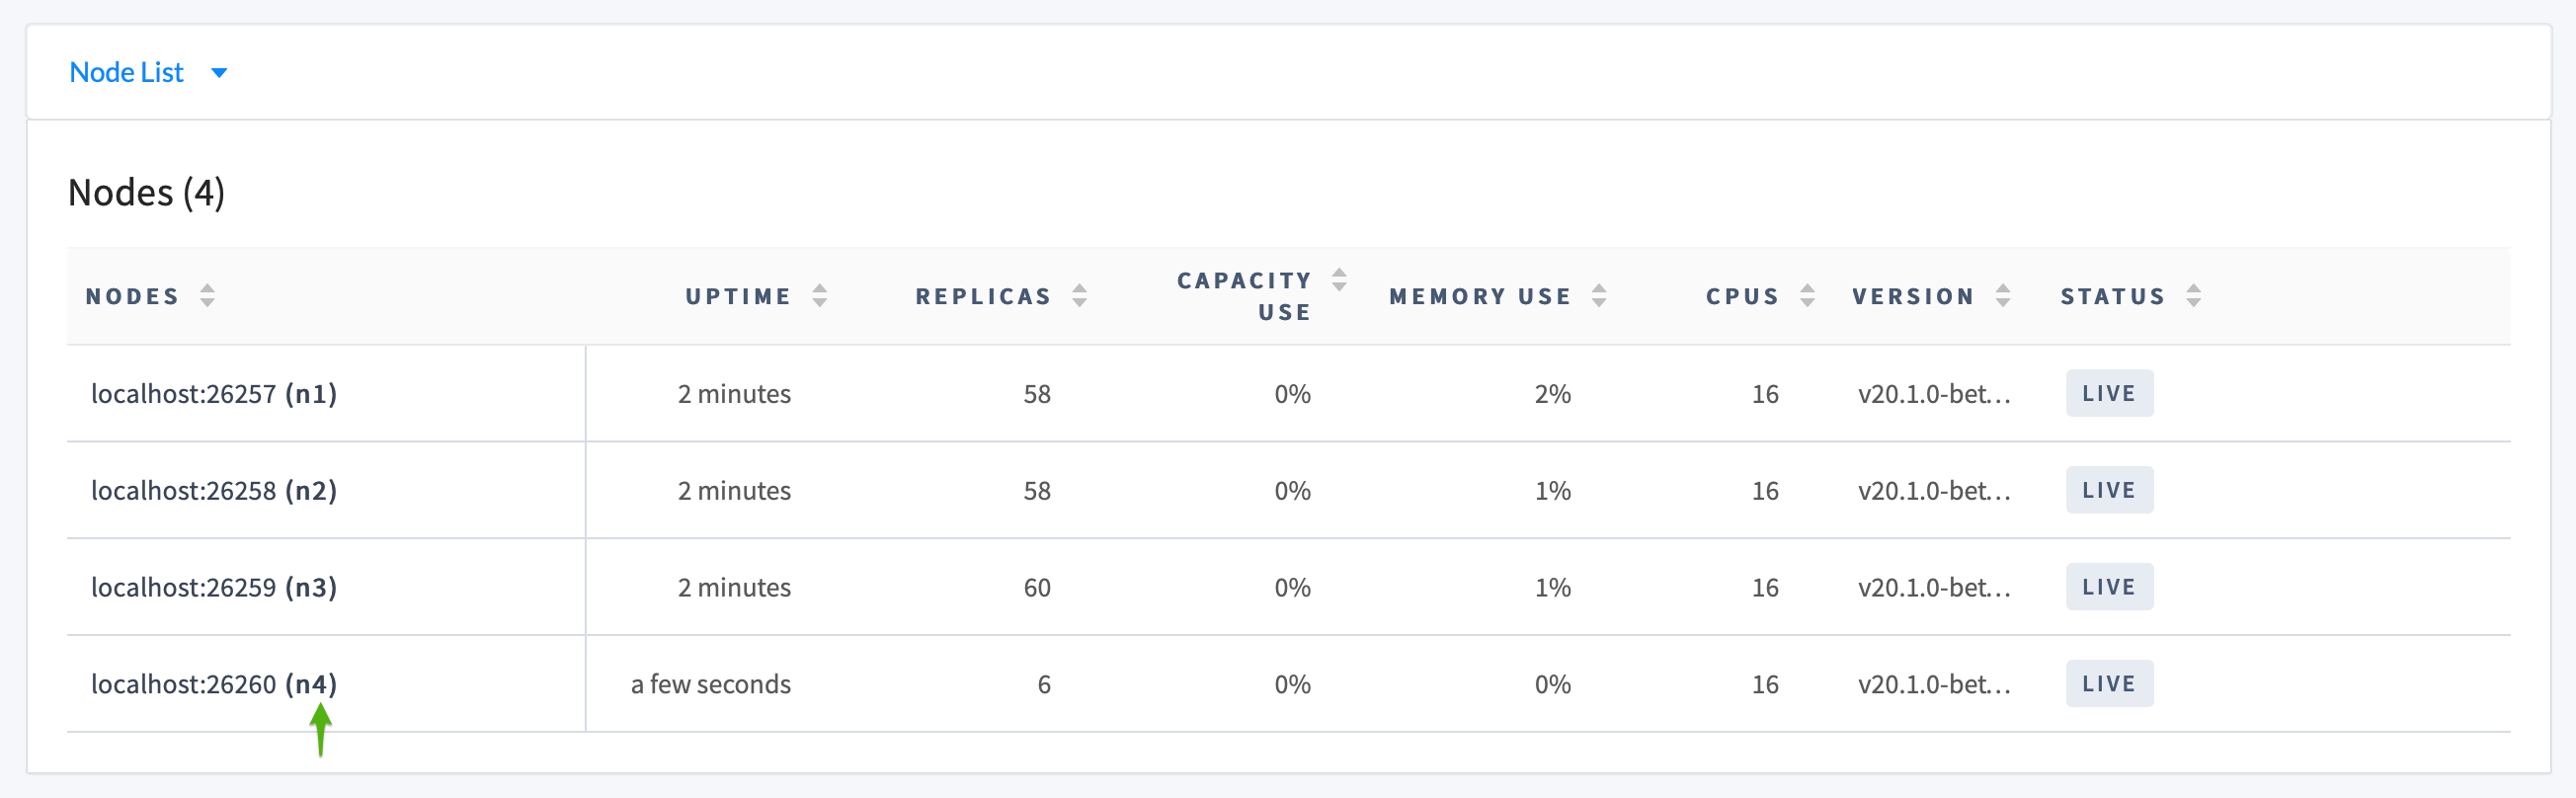 Node List
Nodes (4)
NODES UPTIME REPLICAS CAPACITY USE MEMORY USE CPUS VERSION STATUS
localhost:26257 (n1) 2 minutes 58 0% 2% 16 v20.1.0-bet... LIVE
localhost:26258 (n2) 2 minutes 58 0% 1% 16 v20.1.0-bet... LIVE
localhost:26259 (n3) 2 minutes 60 0% 1% 16 v20.1.0-bet... LIVE
localhost:26260 (n4) a few seconds 6 0% 0% 16 v20.1.0-bet... LIVE